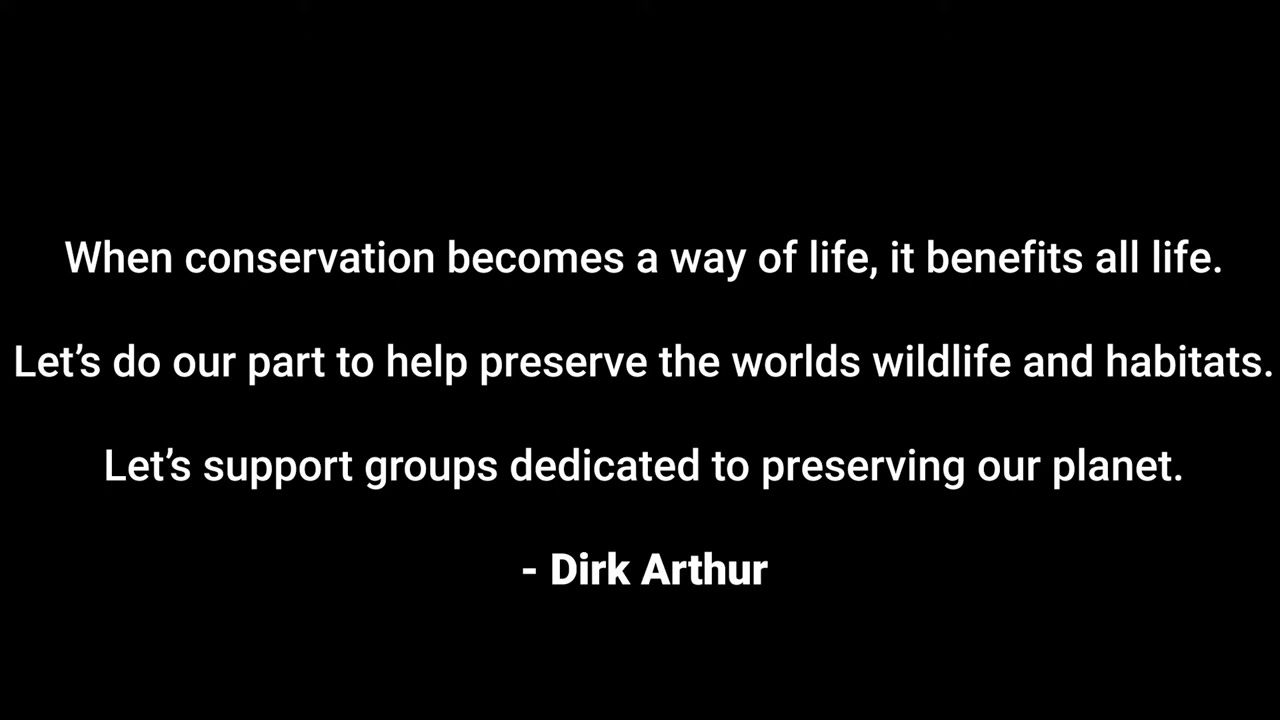 When conservation becomes a way of life, it benefits all life.
Let’s do our part to help preserve the worlds wildlife and habitats.
Let’s support groups dedicated to preserving our planet.
- Dirk Arthur